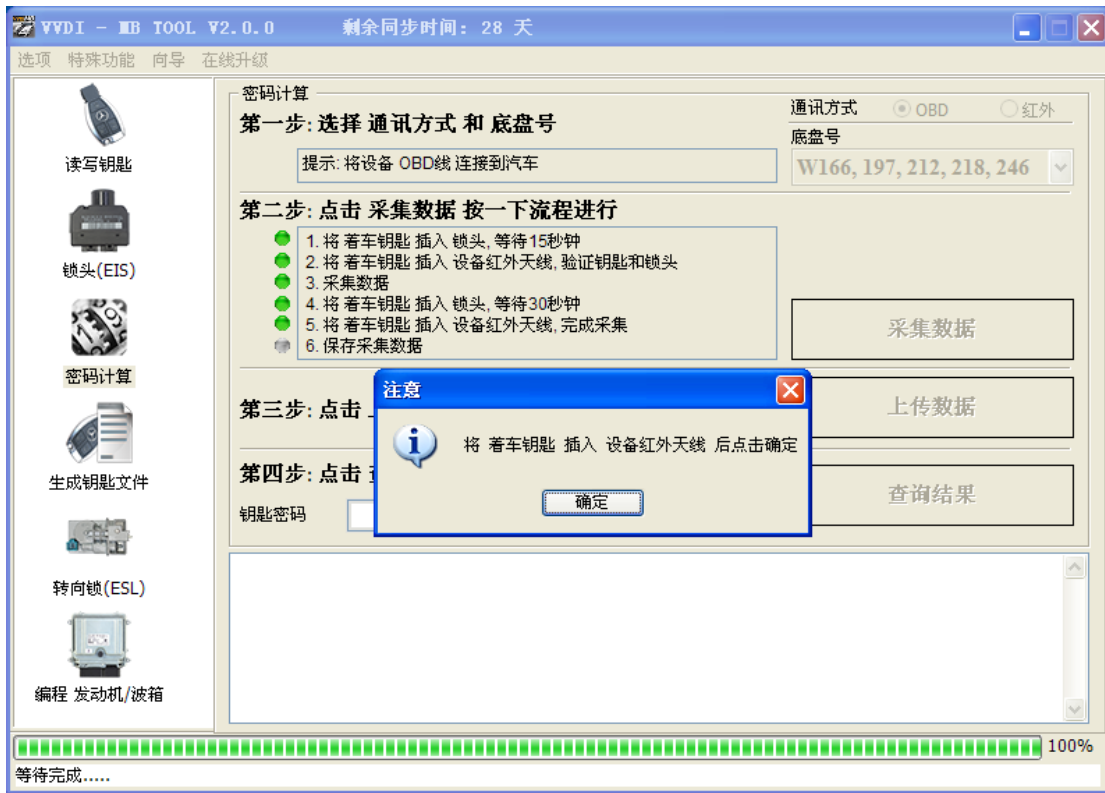 VVDI - MB TOOL V2.0.0 剩余同步时间: 28 天
选项 特殊功能 向导 在线升级
读写钥匙
锁头(EIS)
密码计算
生成钥匙文件
转向锁(ESL)
编程 发动机/波箱
密码计算
第一步: 选择 通讯方式 和 底盘号
提示: 将设备 OBD线 连接到汽车
通讯方式 OBD 红外
底盘号
W166, 197, 212, 218, 246
第二步: 点击 采集数据 按一下流程进行
1. 将 着车钥匙 插入 锁头, 等待15秒钟
2. 将 着车钥匙 插入 设备红外天线, 验证钥匙和锁头
3. 采集数据
4. 将 着车钥匙 插入 锁头, 等待30秒钟
5. 将 着车钥匙 插入 设备红外天线, 完成采集
6. 保存采集数据
采集数据
第三步: 点击
上传数据
第四步: 点击
查询结果
钥匙密码
注意
将 着车钥匙 插入 设备红外天线 后点击确定
确定
100%
等待完成.....